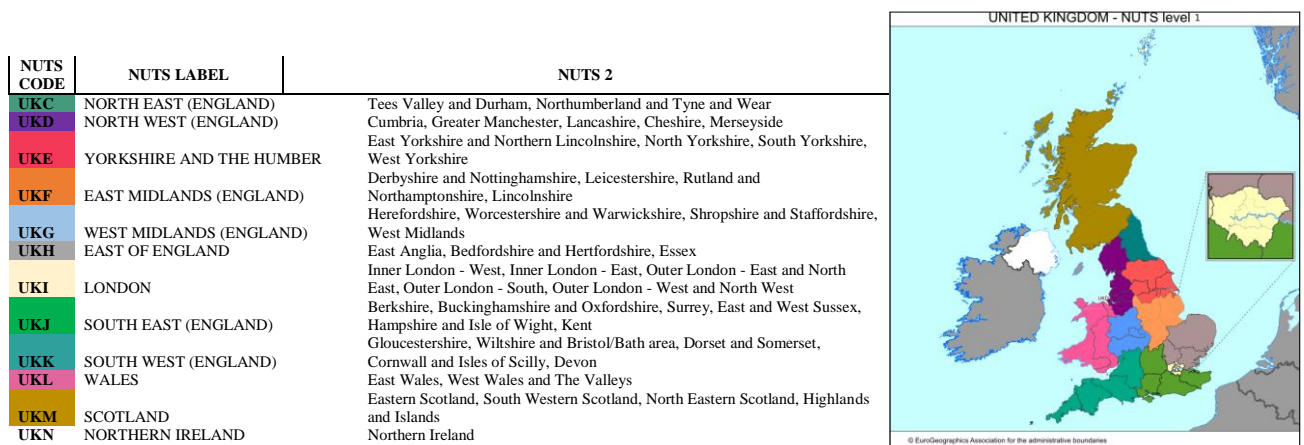 UNITED KINGDOM - NUTS level 1
NUTS CODE NUTS LABEL NUTS 2
UKC NORTH EAST (ENGLAND) Tees Valley and Durham, Northumberland and Tyne and Wear
UKD NORTH WEST (ENGLAND) Cumbria, Greater Manchester, Lancashire, Cheshire, Merseyside
East Yorkshire and Northern Lincolnshire, North Yorkshire, South Yorkshire,
UKE YORKSHIRE AND THE HUMBER West Yorkshire
Derbyshire and Nottinghamshire, Leicestershire, Rutland and
UKF EAST MIDLANDS (ENGLAND) Northamptonshire, Lincolnshire
Herefordshire, Worcestershire and Warwickshire, Shropshire and Staffordshire,
UKG WEST MIDLANDS (ENGLAND) West Midlands
UKH EAST OF ENGLAND East Anglia, Bedfordshire and Hertfordshire, Essex
Inner London - West, Inner London - East, Outer London - East and North
UKI LONDON East, Outer London - South, Outer London - West and North West
Berkshire, Buckinghamshire and Oxfordshire, Surrey, East and West Sussex,
UKJ SOUTH EAST (ENGLAND) Hampshire and Isle of Wight, Kent
Gloucestershire, Wiltshire and Bristol/Bath area, Dorset and Somerset,
UKK SOUTH WEST (ENGLAND) Cornwall and Isles of Scilly, Devon
UKL WALES East Wales, West Wales and The Valleys
Eastern Scotland, South Western Scotland, North Eastern Scotland, Highlands
UKM SCOTLAND and Islands
UKN NORTHERN IRELAND Northern Ireland
© EuroGeographics Association for the administrative boundaries